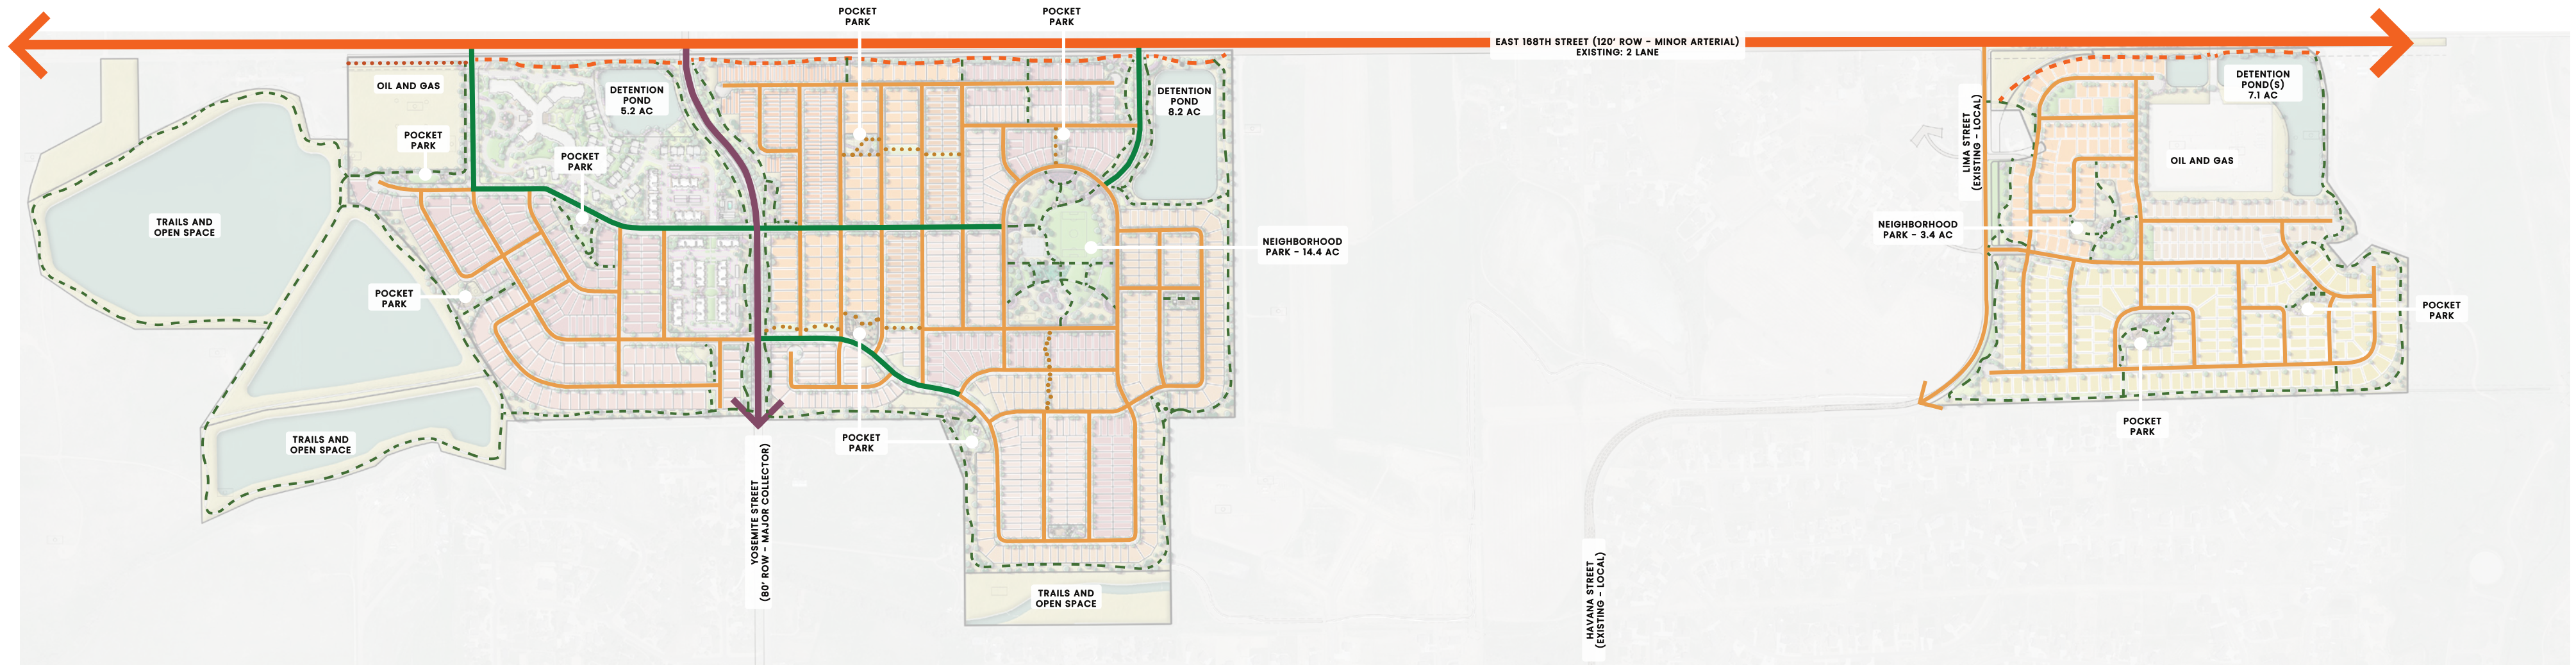 POCKET
PARK
POCKET
PARK
EAST 168TH STREET (120' ROW - MINOR ARTERIAL)
EXISTING: 2 LANE
OIL AND GAS
DETENTION
POND
5.2 AC
DETENTION
POND
8.2 AC
DETENTION
POND(S)
7.1 AC
POCKET
PARK
POCKET
PARK
LIMA STREET
(EXISTING - LOCAL)
OIL AND GAS
TRAILS AND
OPEN SPACE
NEIGHBORHOOD
PARK - 14.4 AC
NEIGHBORHOOD
PARK - 3.4 AC
POCKET
PARK
POCKET
PARK
TRAILS AND
OPEN SPACE
POCKET
PARK
POCKET
PARK
YOSEMITE STREET
(80' ROW - MAJOR COLLECTOR)
HAVANA STREET
(EXISTING - LOCAL)
TRAILS AND
OPEN SPACE